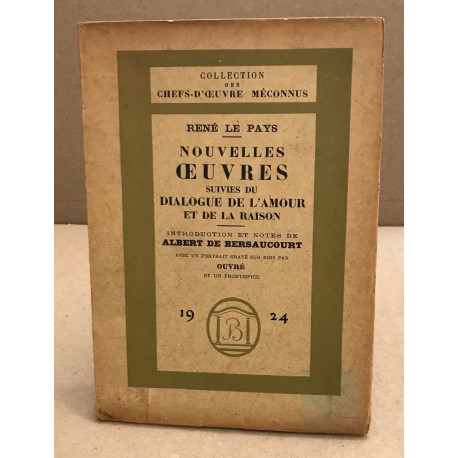 COLLECTION
DES
CHEFS-D'ŒUVRE MÉCONNUS
RENÉ LE PAYS
NOUVELLES
ŒUVRES
SUIVIES DU
DIALOGUE DE L'AMOUR
ET DE LA RAISON
INTRODUCTION ET NOTES DE
ALBERT DE BERSAUCOURT
AVEC UN PORTRAIT GRAVÉ SUR BOIS PAR
OUVRÉ
ET UN FRONTISPICE
19 24
B